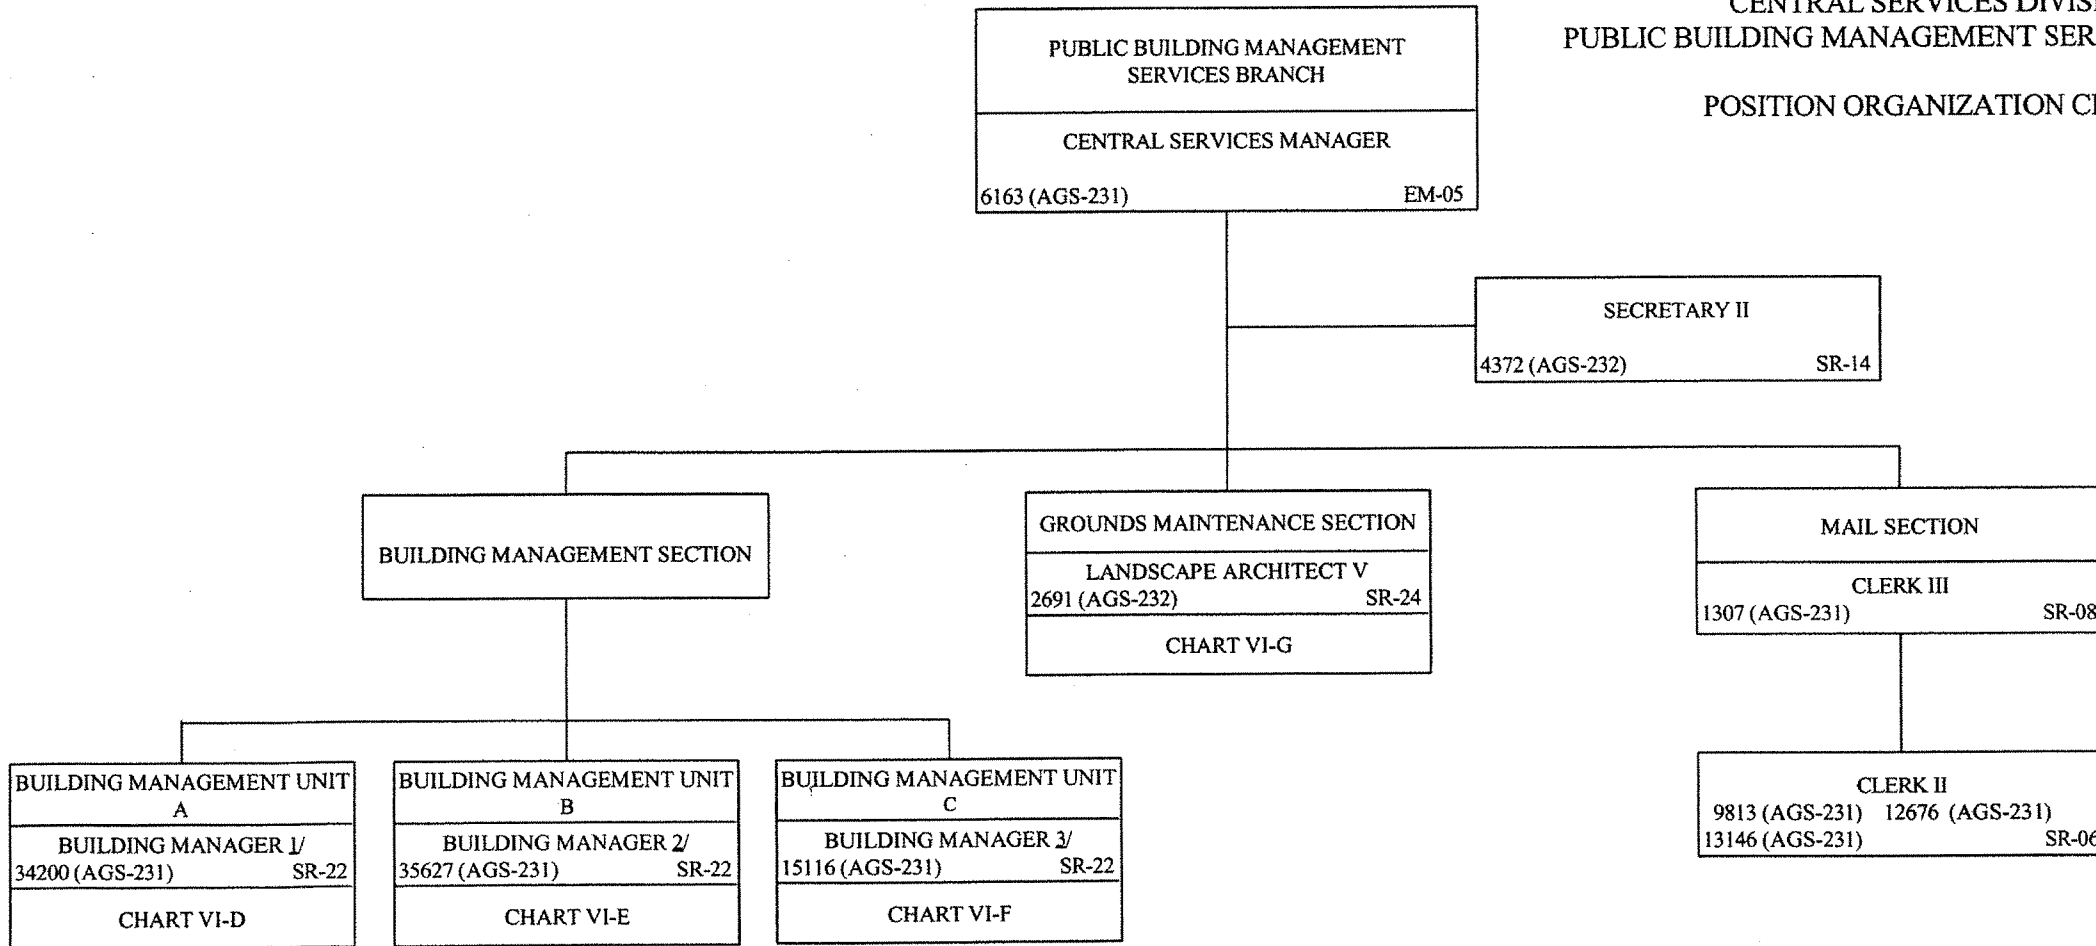 CENTRAL SERVICES
PUBLIC BUILDING MANAGEMENT
POSITION ORGANIZATION
PUBLIC BUILDING MANAGEMENT
SERVICES BRANCH
CENTRAL SERVICES MANAGER
6163 (AGS-231) EM-05
SECRETARY II
4372 (AGS-232) SR-14
BUILDING MANAGEMENT SECTION
GROUNDS MAINTENANCE SECTION
LANDSCAPE ARCHITECT V
2691 (AGS-232) SR-24
CHART VI-G
MAIL SECTION
CLERK III
1307 (AGS-231) SR-08
BUILDING MANAGEMENT UNIT
A
BUILDING MANAGER 1/
34200 (AGS-231) SR-22
CHART VI-D
BUILDING MANAGEMENT UNIT
B
BUILDING MANAGER 2/
35627 (AGS-231) SR-22
CHART VI-E
BUILDING MANAGEMENT UNIT
C
BUILDING MANAGER 3/
15116 (AGS-231) SR-22
CHART VI-F
CLERK II
9813 (AGS-231) 12676 (AGS-231)
13146 (AGS-231) SR-06